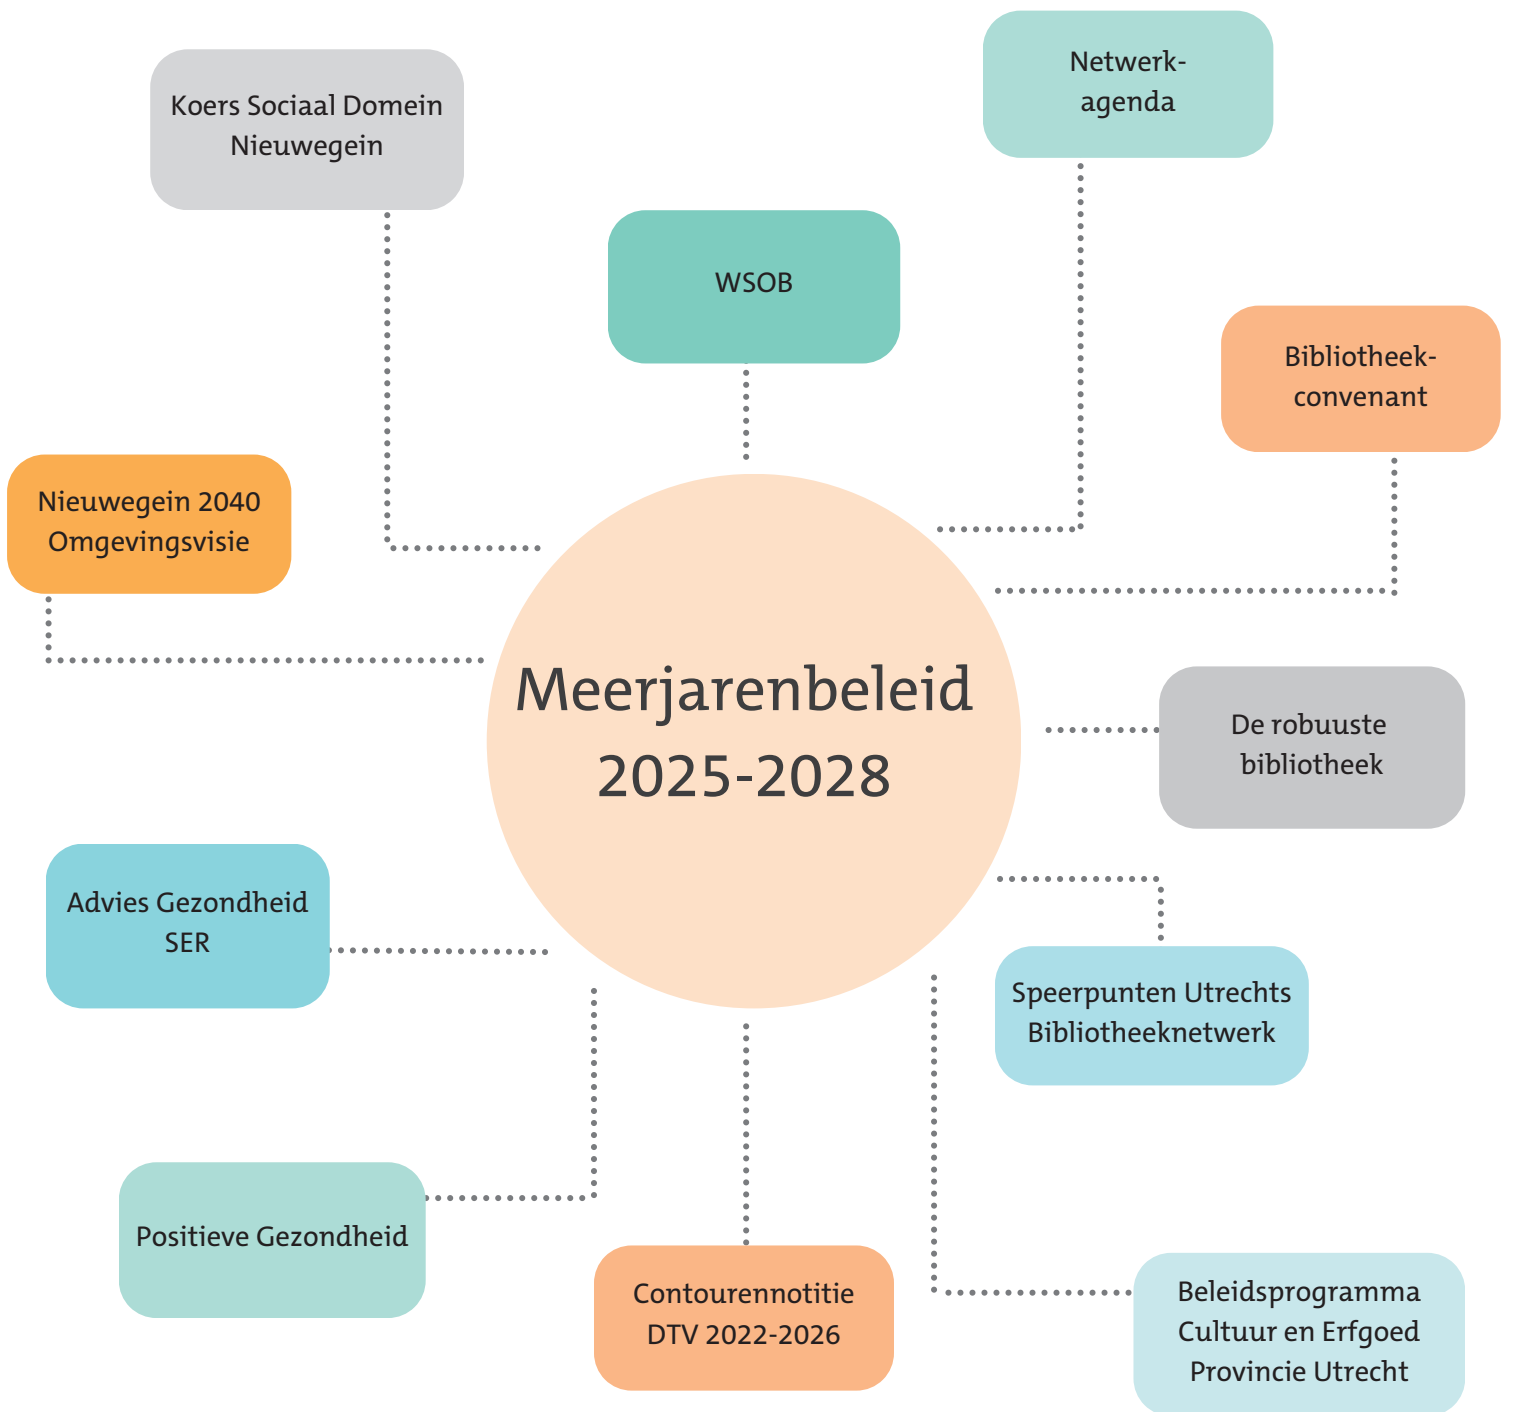 Netwerk-
agenda
Koers Sociaal Domein
Nieuwegein
WSOB
Bibliotheek-
convenant
Nieuwegein 2040
Omgevingsvisie
Meerjarenbeleid
2025-2028
De robuuste
bibliotheek
Advies Gezondheid
SER
Speerpunten Utrechts
Bibliotheeknetwerk
Positieve Gezondheid
Contourennotitie
DTV 2022-2026
Beleidsprogramma
Cultuur en Erfgoed
Provincie Utrecht